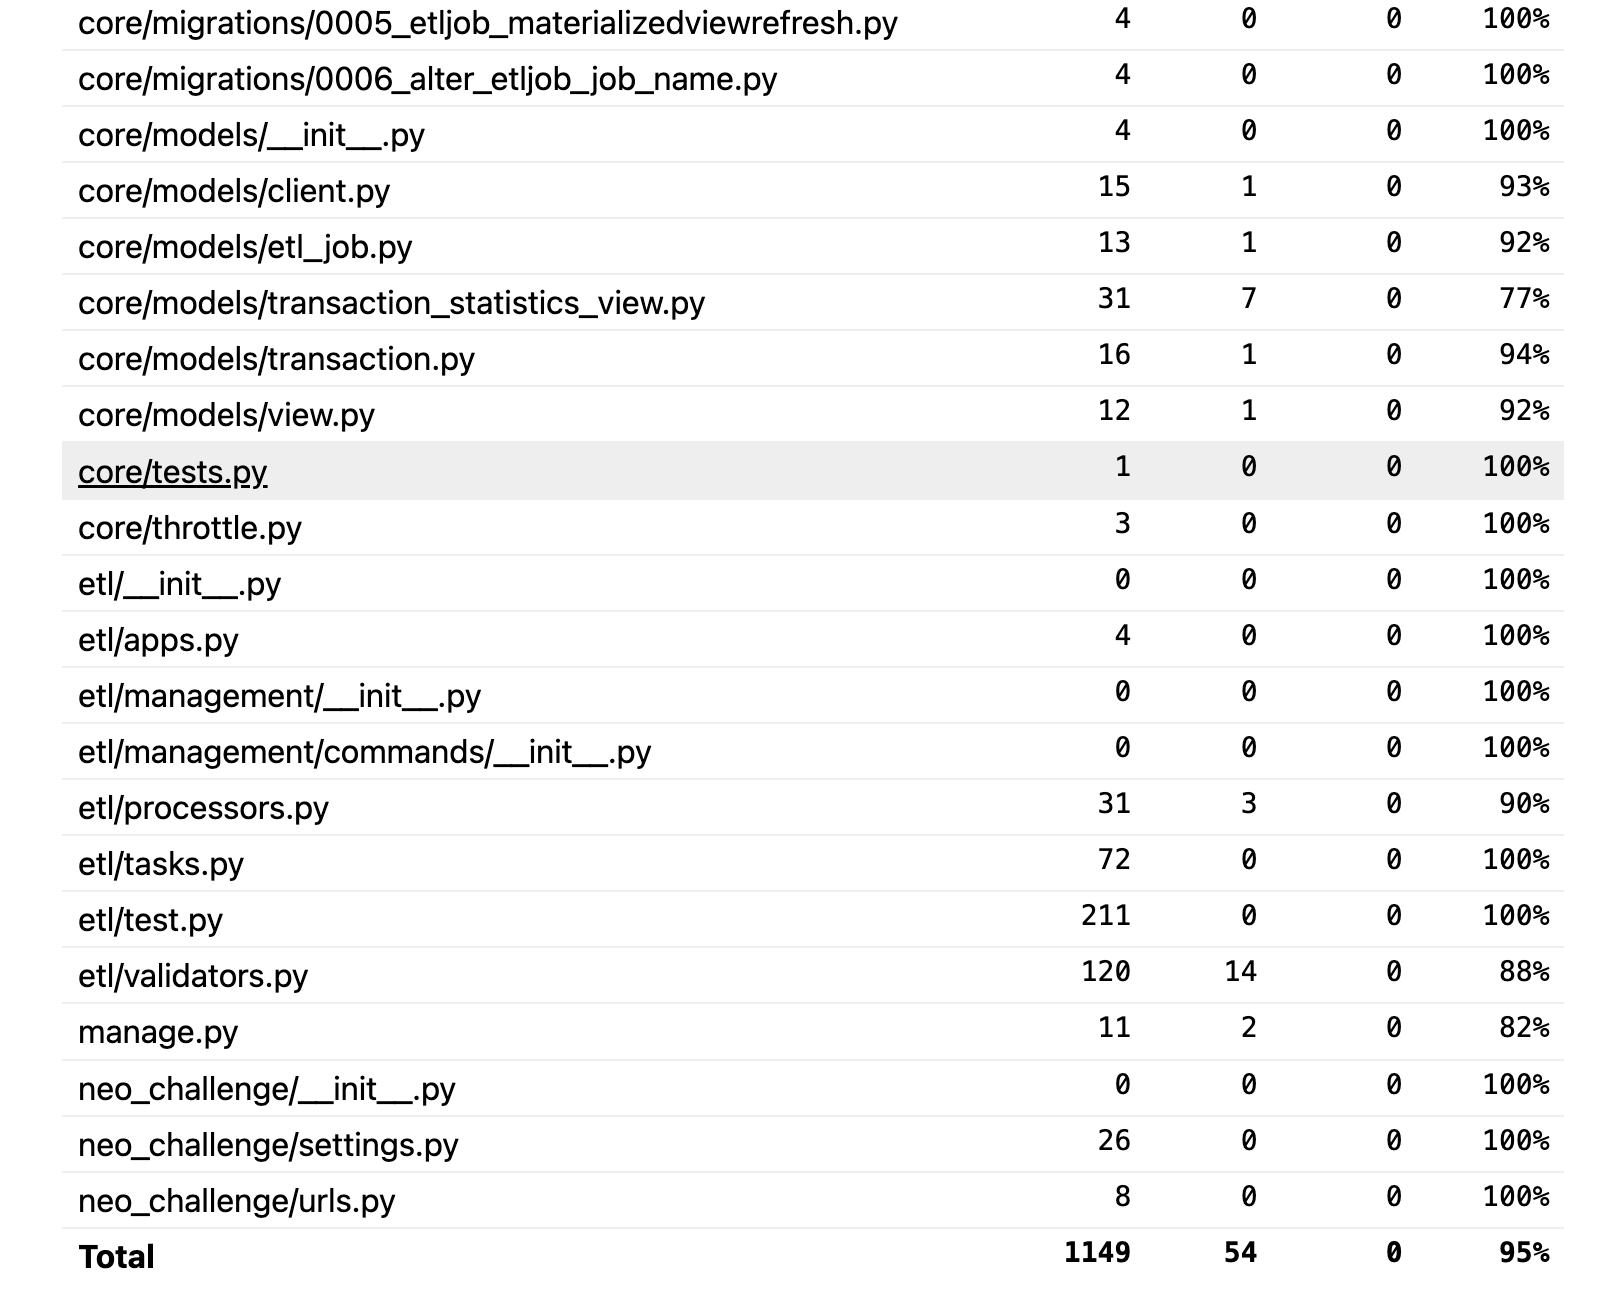 core/migrations/0005_etljob_materializedviewrefresh.py 4 0 0 100%
core/migrations/0006_alter_etljob_job_name.py 4 0 0 100%
core/models/__init__.py 4 0 0 100%
core/models/client.py 15 1 0 93%
core/models/etl_job.py 13 1 0 92%
core/models/transaction_statistics_view.py 31 7 0 77%
core/models/transaction.py 16 1 0 94%
core/models/view.py 12 1 0 92%
core/tests.py 1 0 0 100%
core/throttle.py 3 0 0 100%
etl/__init__.py 0 0 0 100%
etl/apps.py 4 0 0 100%
etl/management/__init__.py 0 0 0 100%
etl/management/commands/__init__.py 0 0 0 100%
etl/processors.py 31 3 0 90%
etl/tasks.py 72 0 0 100%
etl/test.py 211 0 0 100%
etl/validators.py 120 14 0 88%
manage.py 11 2 0 82%
neo_challenge/__init__.py 0 0 0 100%
neo_challenge/settings.py 26 0 0 100%
neo_challenge/urls.py 8 0 0 100%
Total 1149 54 0 95%